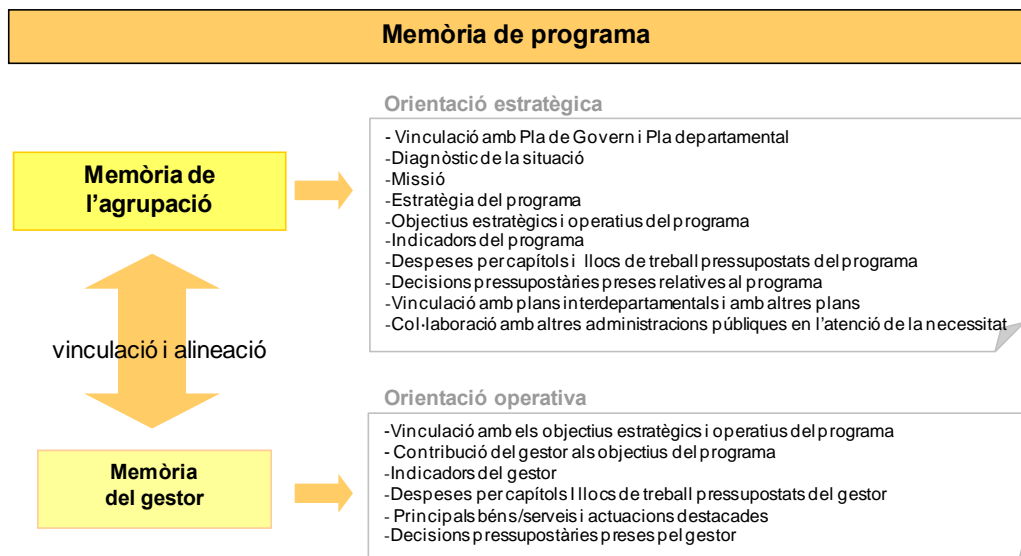 Memòria de programa
Orientació estratègica
- Vinculació amb Pla de Govern i Pla departamental
-Diagnòstic de la situació
-Missió
-Estratègia del programa
-Objectius estratègics i operatius del programa
-Indicadors del programa
-Despeses per capítols i llocs de treball pressupostats del programa
-Decisions pressupostàries preses relatives al programa
-Vinculació amb plans interdepartamentals i amb altres plans
-Col·laboració amb altres administracions públiques en l'atenció de la necessitat
Memòria de
l'agrupació
vinculació i alineació
Orientació operativa
-Vinculació amb els objectius estratègics i operatius del programa
- Contribució del gestor als objectius del programa
-Indicadors del gestor
-Despeses per capítols I llocs de treball pressupostats del gestor
- Principals béns/serveis i actuacions destacades
-Decisions pressupostàries preses pel gestor
Memòria
del gestor